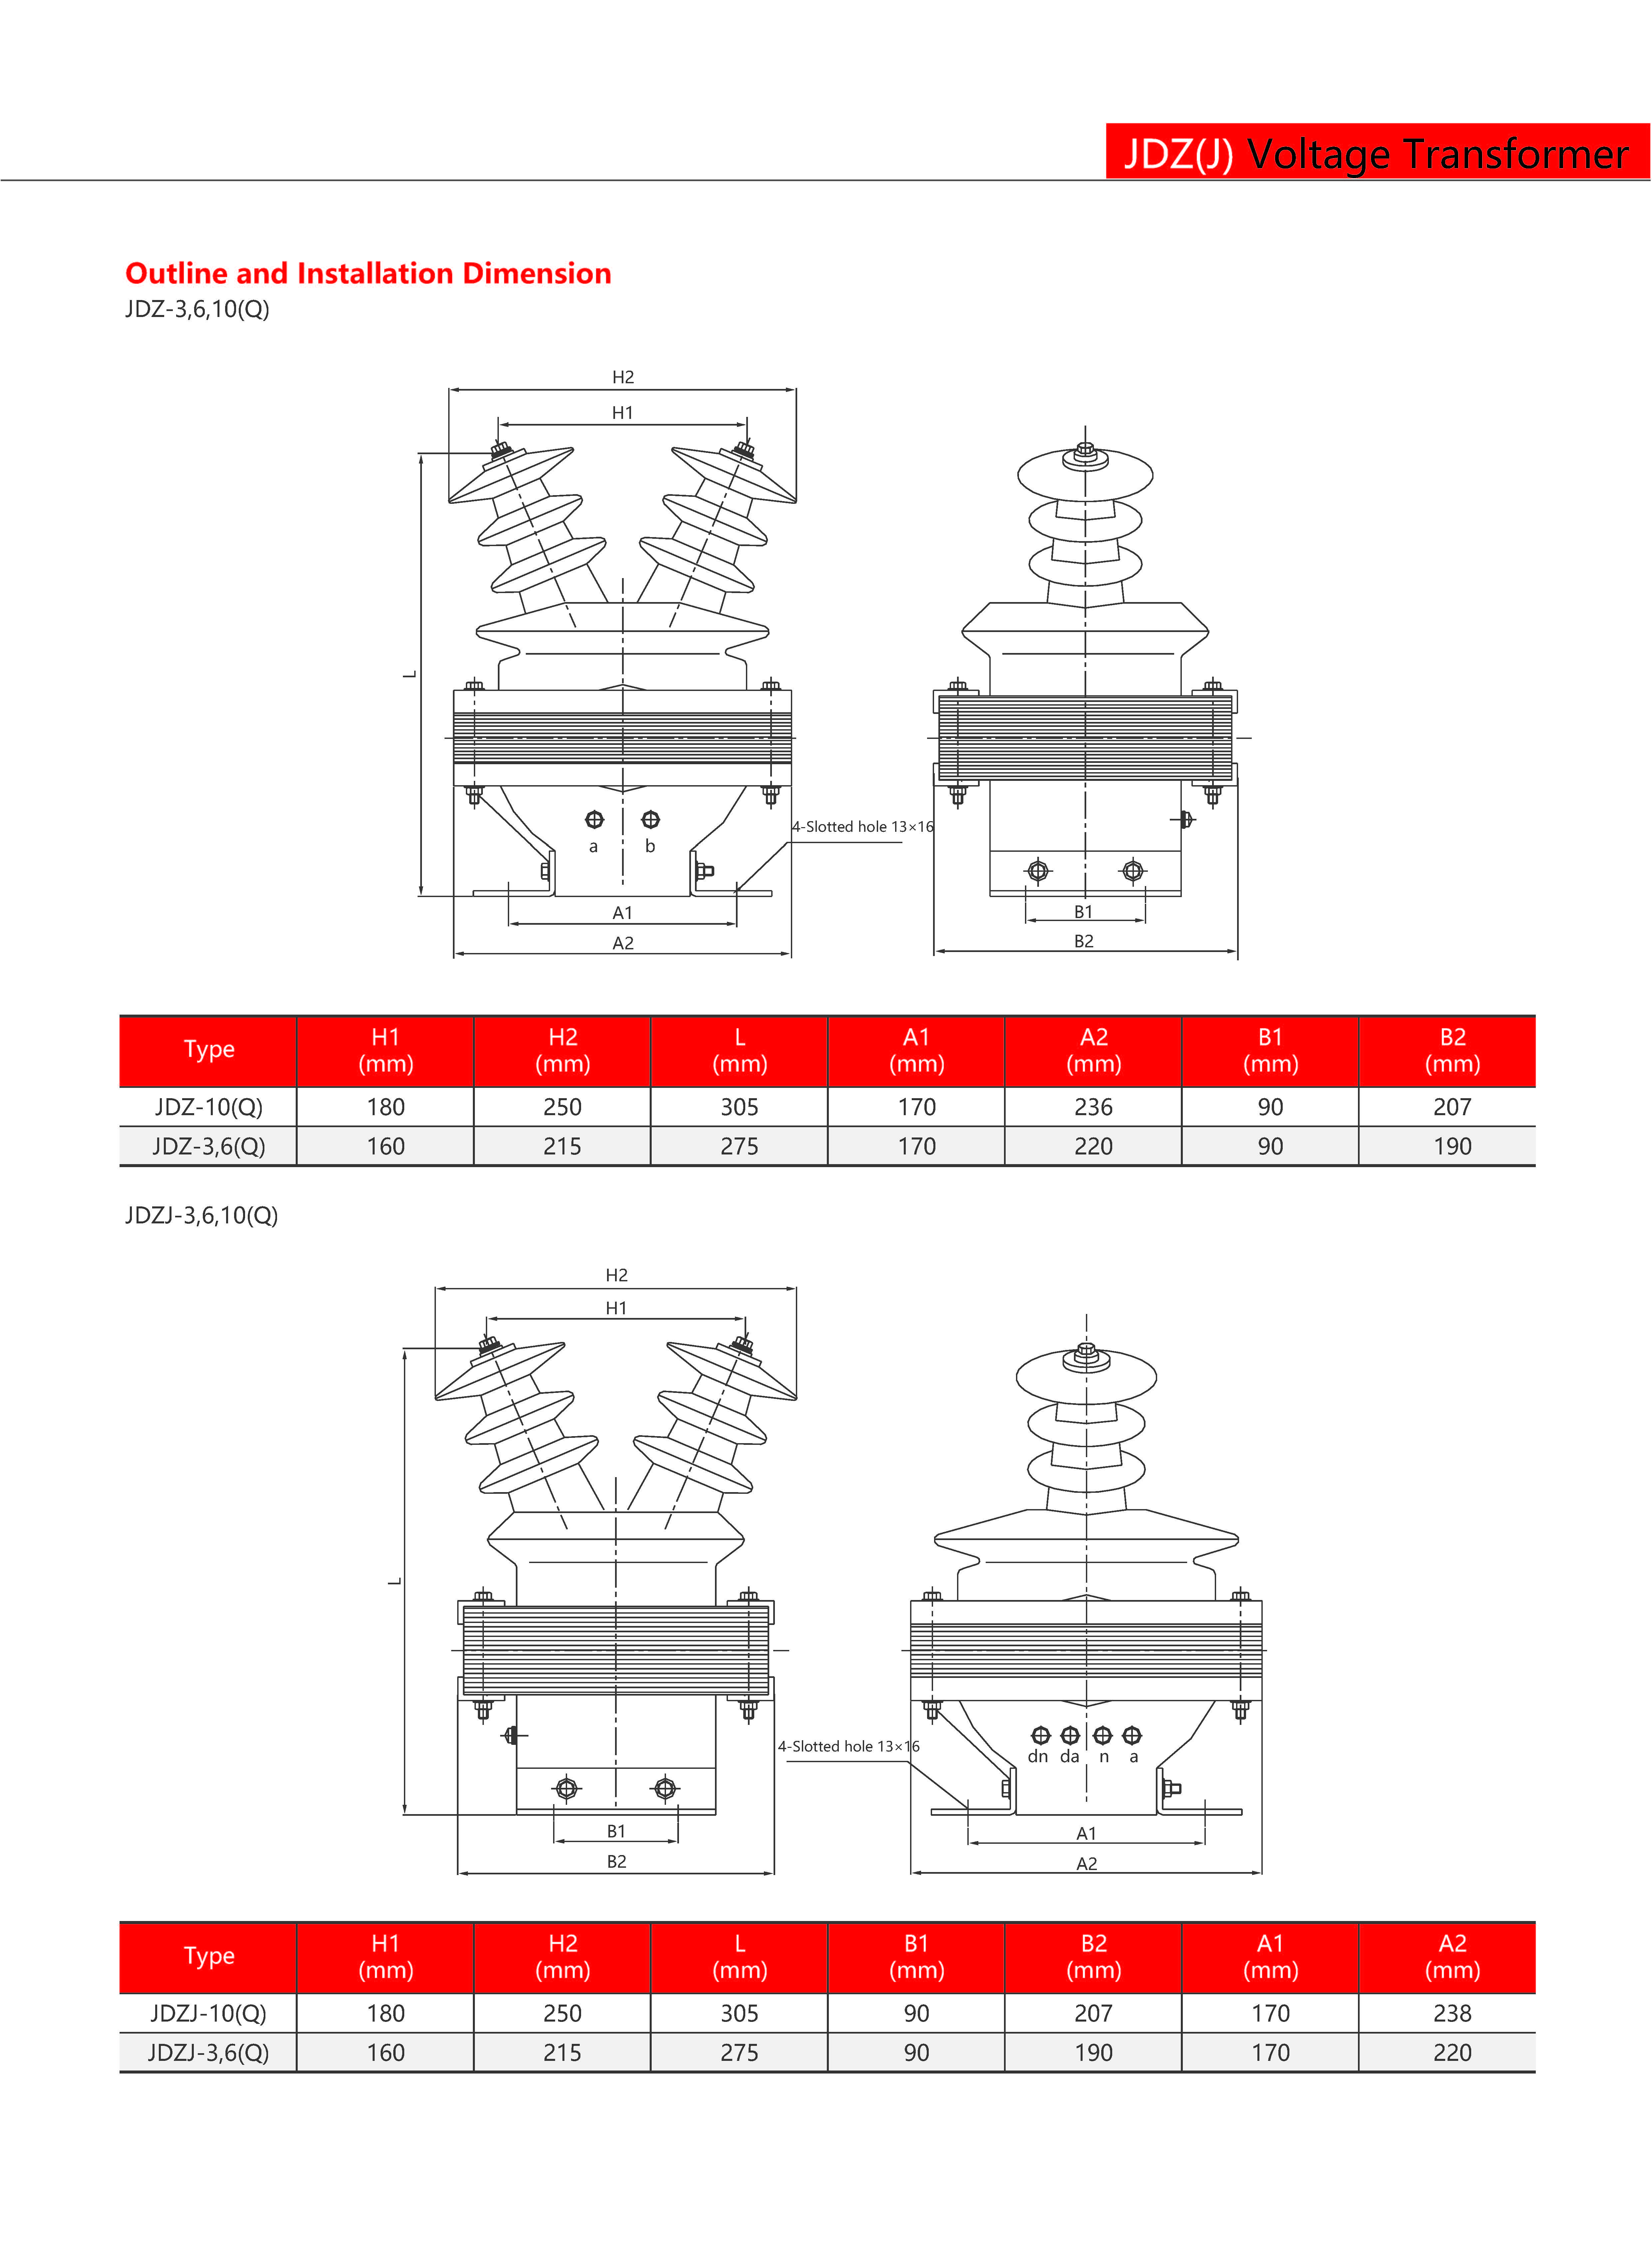 JDZ(J) Voltage Transformer
Outline and Installation Dimension
JDZ-3,6,10(Q)
H2
H1
L
a b
4-Slotted hole 13×16
A1
A2
B1
B2
Type H1 (mm) H2 (mm) L (mm) A1 (mm) A2 (mm) B1 (mm) B2 (mm)
JDZ-10(Q) 180 250 305 170 236 90 207
JDZ-3,6(Q) 160 215 275 170 220 90 190
JDZJ-3,6,10(Q)
H2
H1
L
B1
B2
4-Slotted hole 13×16
dn da n a
A1
A2
Type H1 (mm) H2 (mm) L (mm) B1 (mm) B2 (mm) A1 (mm) A2 (mm)
JDZJ-10(Q) 180 250 305 90 207 170 238
JDZJ-3,6(Q) 160 215 275 90 190 170 220